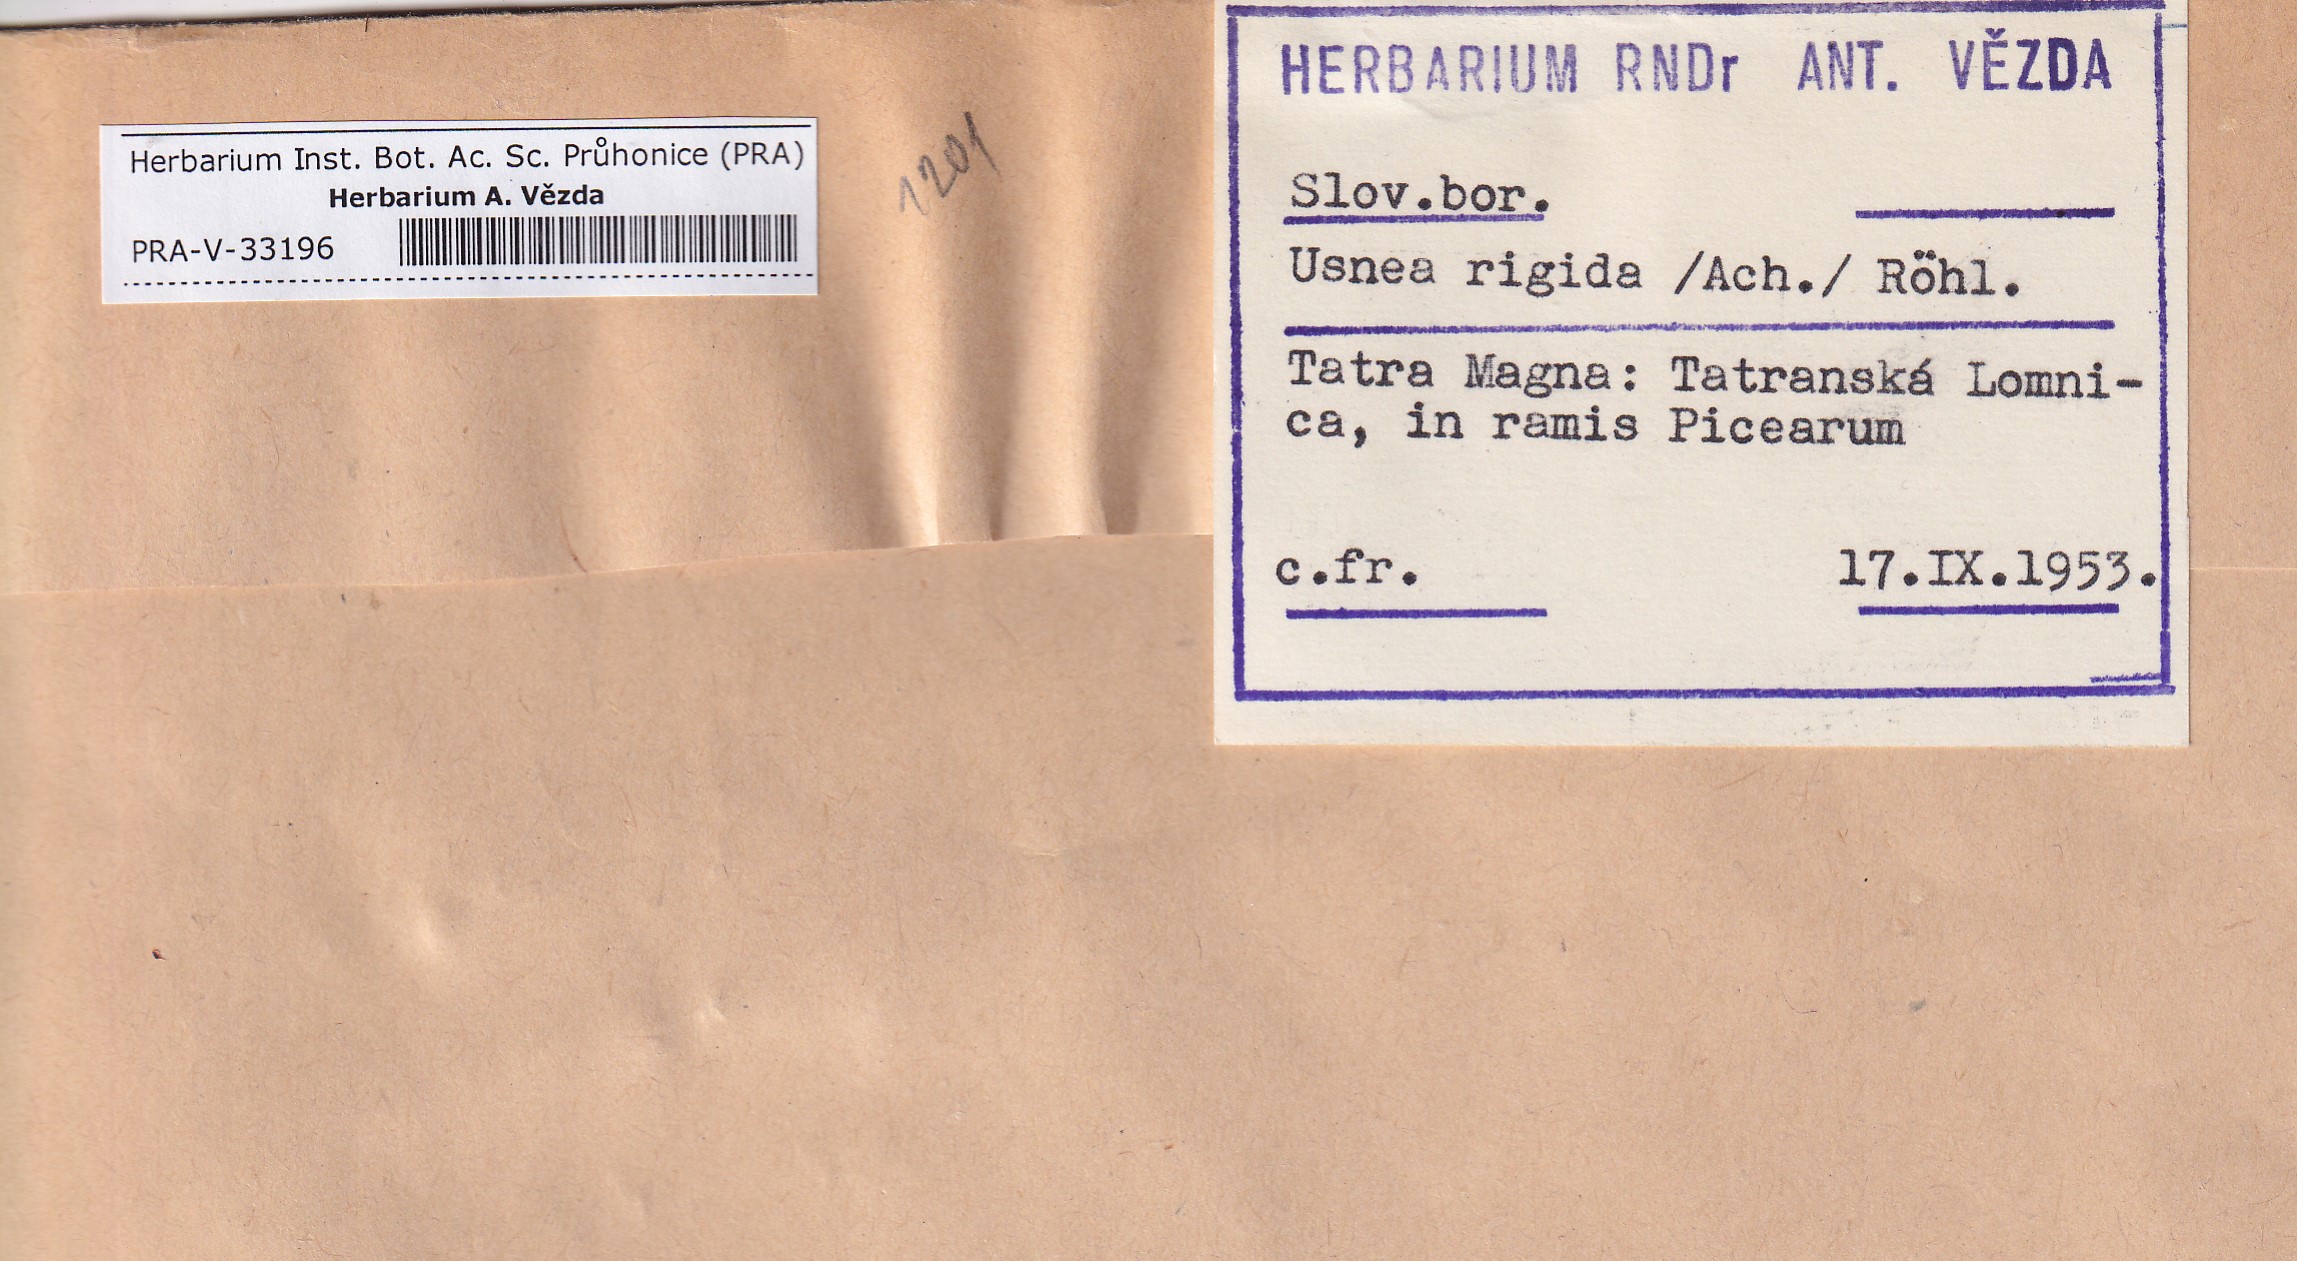 Herbarium Inst. Bot. Ac. Sc. Průhonice (PRA)
Herbarium A. Vězda
PRA-V-33196
1201
HERBARIUM RNDr ANT. VĚZDA
Slov.bor.
Usnea rigida /Ach./ Röhl.
Tatra Magna: Tatranská Lomni-
ca, in ramis Picearum
c.fr. 17.IX.1953.